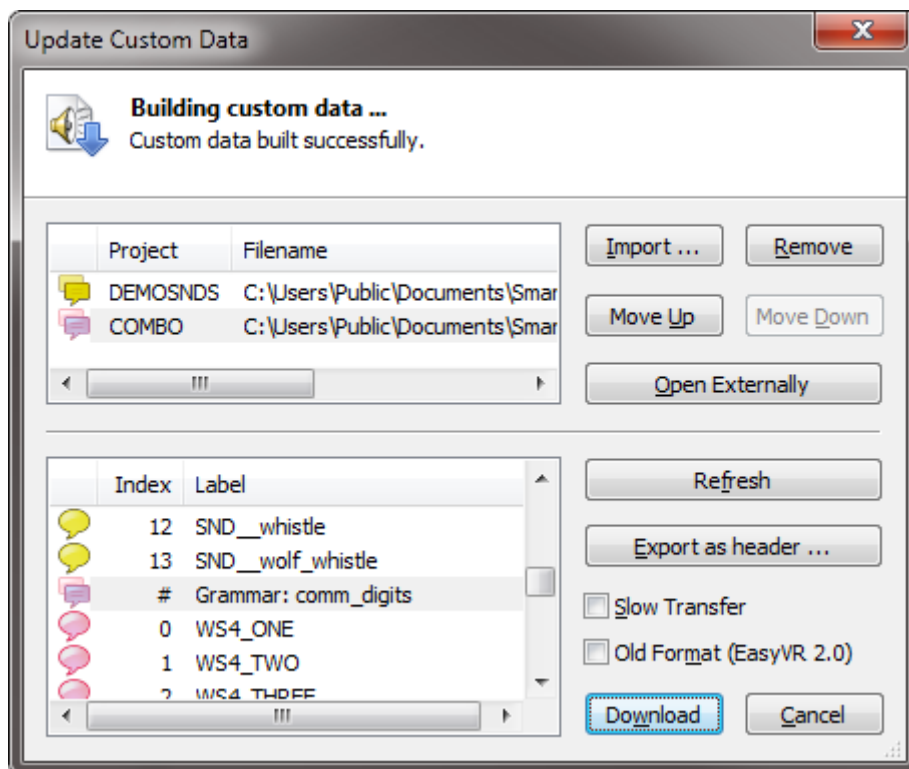 Update Custom Data
Building custom data ...
Custom data built successfully.
Project Filename
DEMOSNDS C:\Users\Public\Documents\Smar
COMBO C:\Users\Public\Documents\Smar
Import ... Remove
Move Up Move Down
Open Externally
Index Label
12 SND__whistle
13 SND__wolf_whistle
# Grammar: comm_digits
0 WS4_ONE
1 WS4_TWO
2 WS4_THREE
Refresh
Export as header ...
Slow Transfer
Old Format (EasyVR 2.0)
Download Cancel